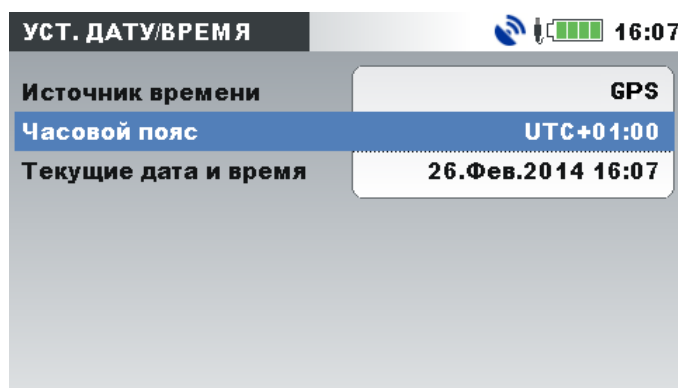 УСТ. ДАТУ/ВРЕМЯ 16:07
Источник времени GPS
Часовой пояс UTC+01:00
Текущие дата и время 26.Фев.2014 16:07